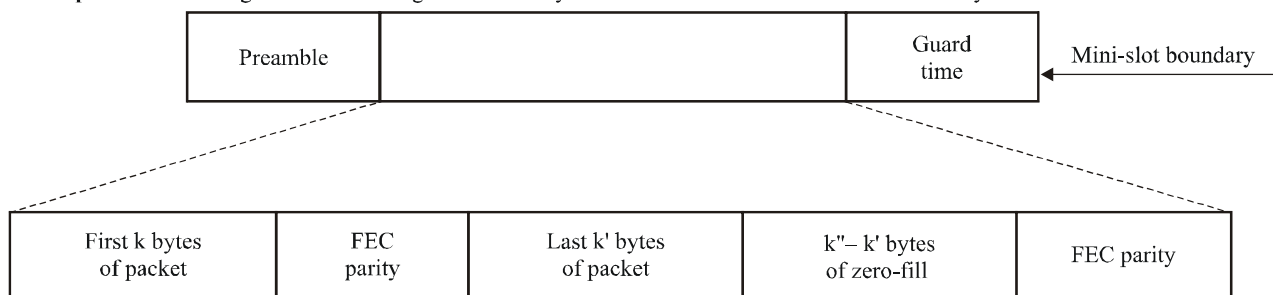 Preamble
Guard
time
Mini-slot boundary
First k bytes
of packet
FEC
parity
Last k' bytes
of packet
k"– k' bytes
of zero-fill
FEC parity